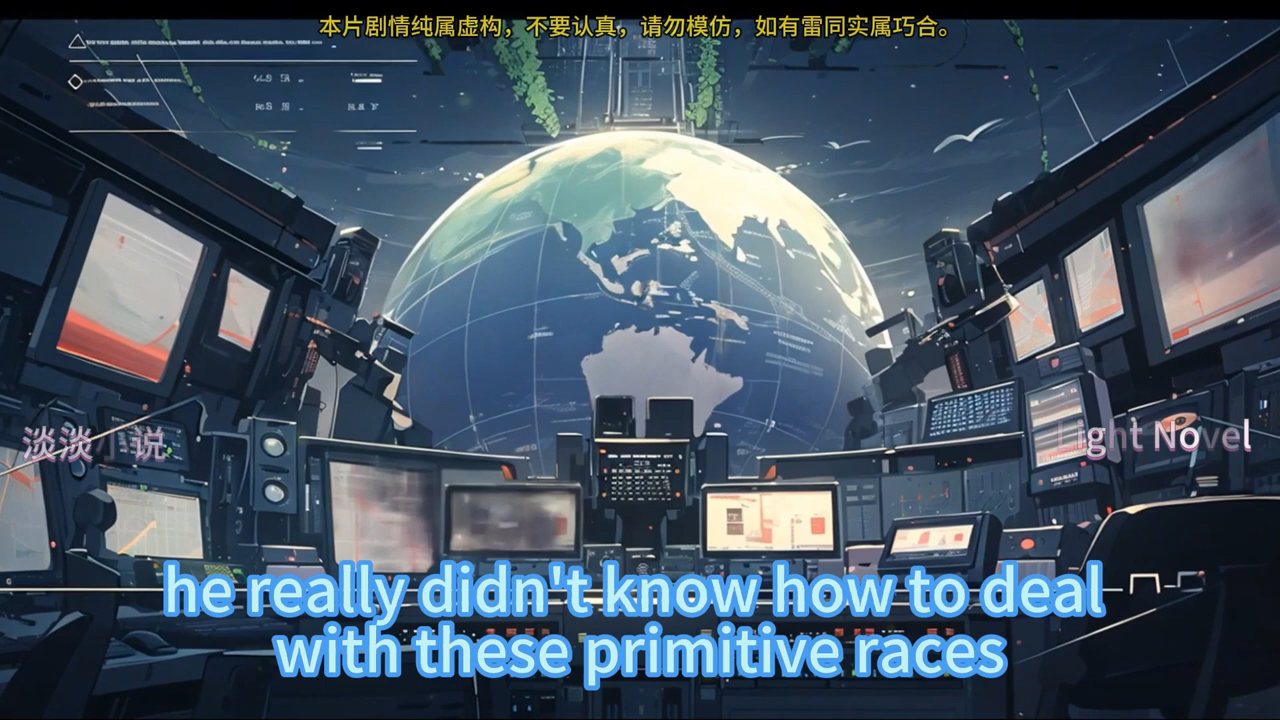 本片剧情纯属虚构，不要认真，请勿模仿，如有雷同实属巧合。
淡淡小说
Light Novel
he really didn't know how to deal
with these primitive races